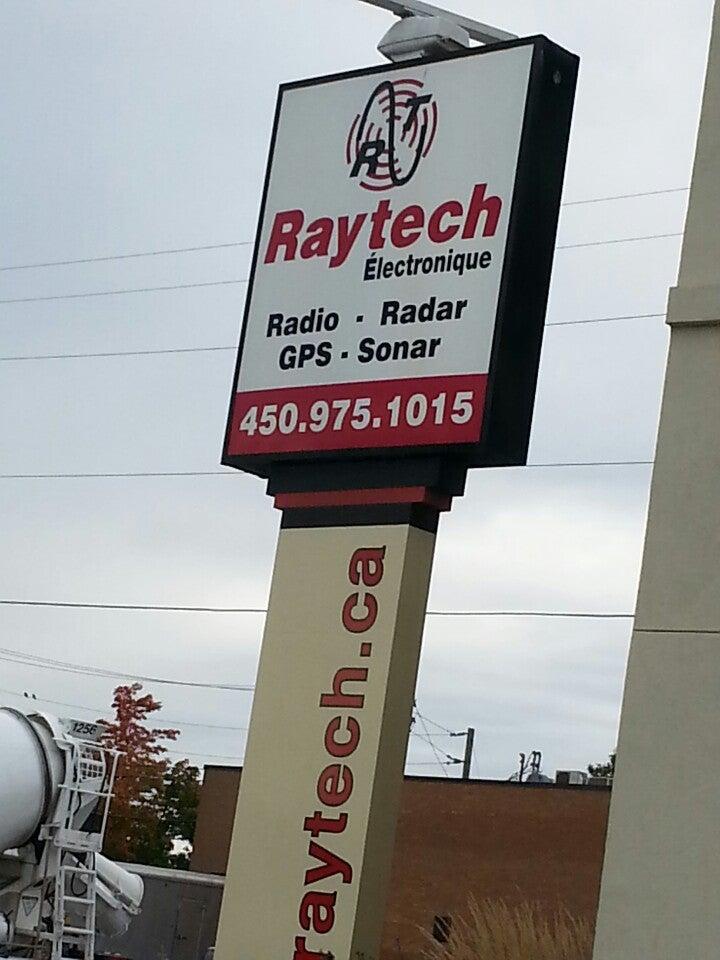 RT
Raytech
Électronique
Radio · Radar
GPS · Sonar
450.975.1015
raytech.ca
1256